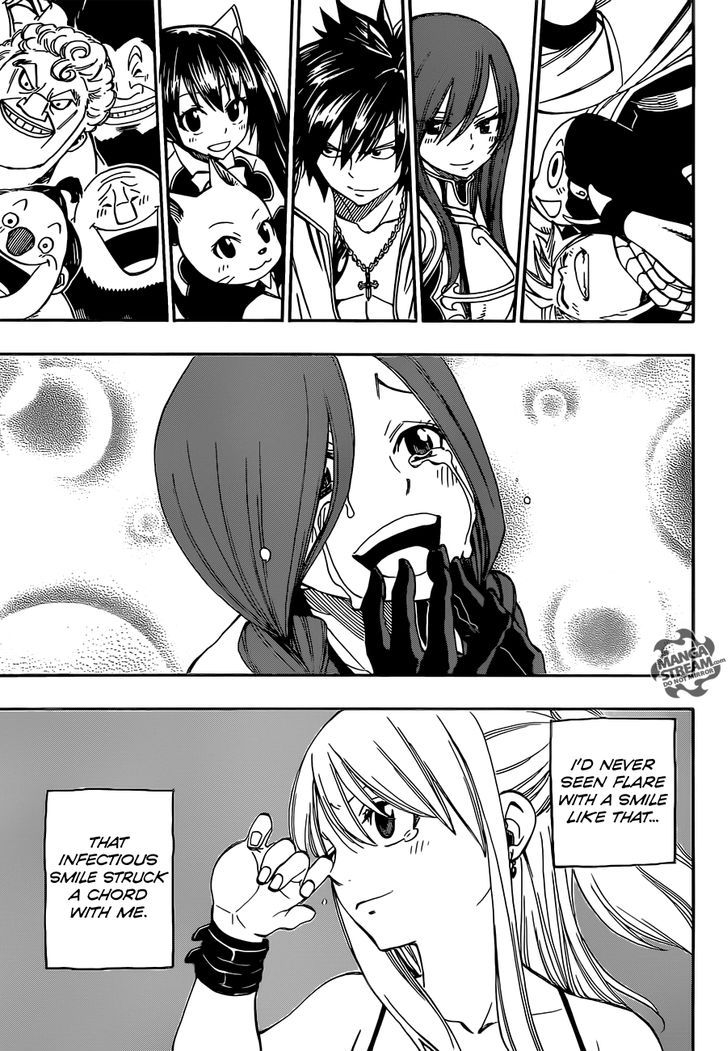 MANGA
STREAM.com
DO NOT MIRROR!
I'D NEVER
SEEN FLARE
WITH A SMILE
LIKE THAT...
THAT
INFECTIOUS
SMILE STRUCK
A CHORD
WITH ME.